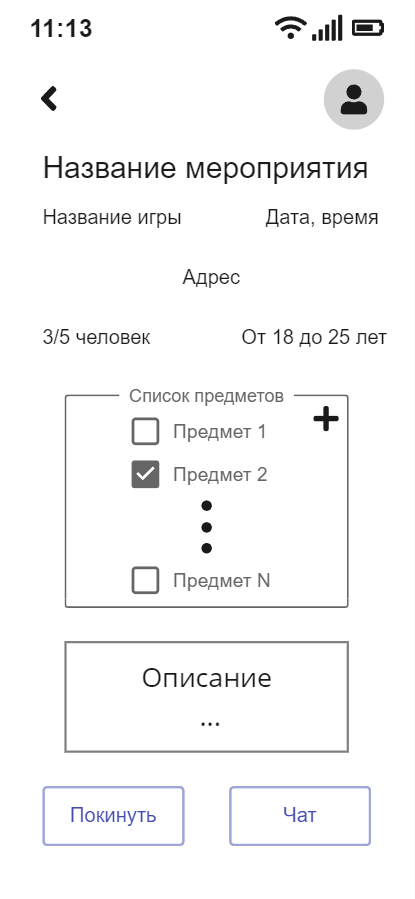 11:13
Название мероприятия
Название игры Дата, время
Адрес
3/5 человек От 18 до 25 лет
Список предметов
Предмет 1
Предмет 2
Предмет N
Описание
...
Покинуть Чат